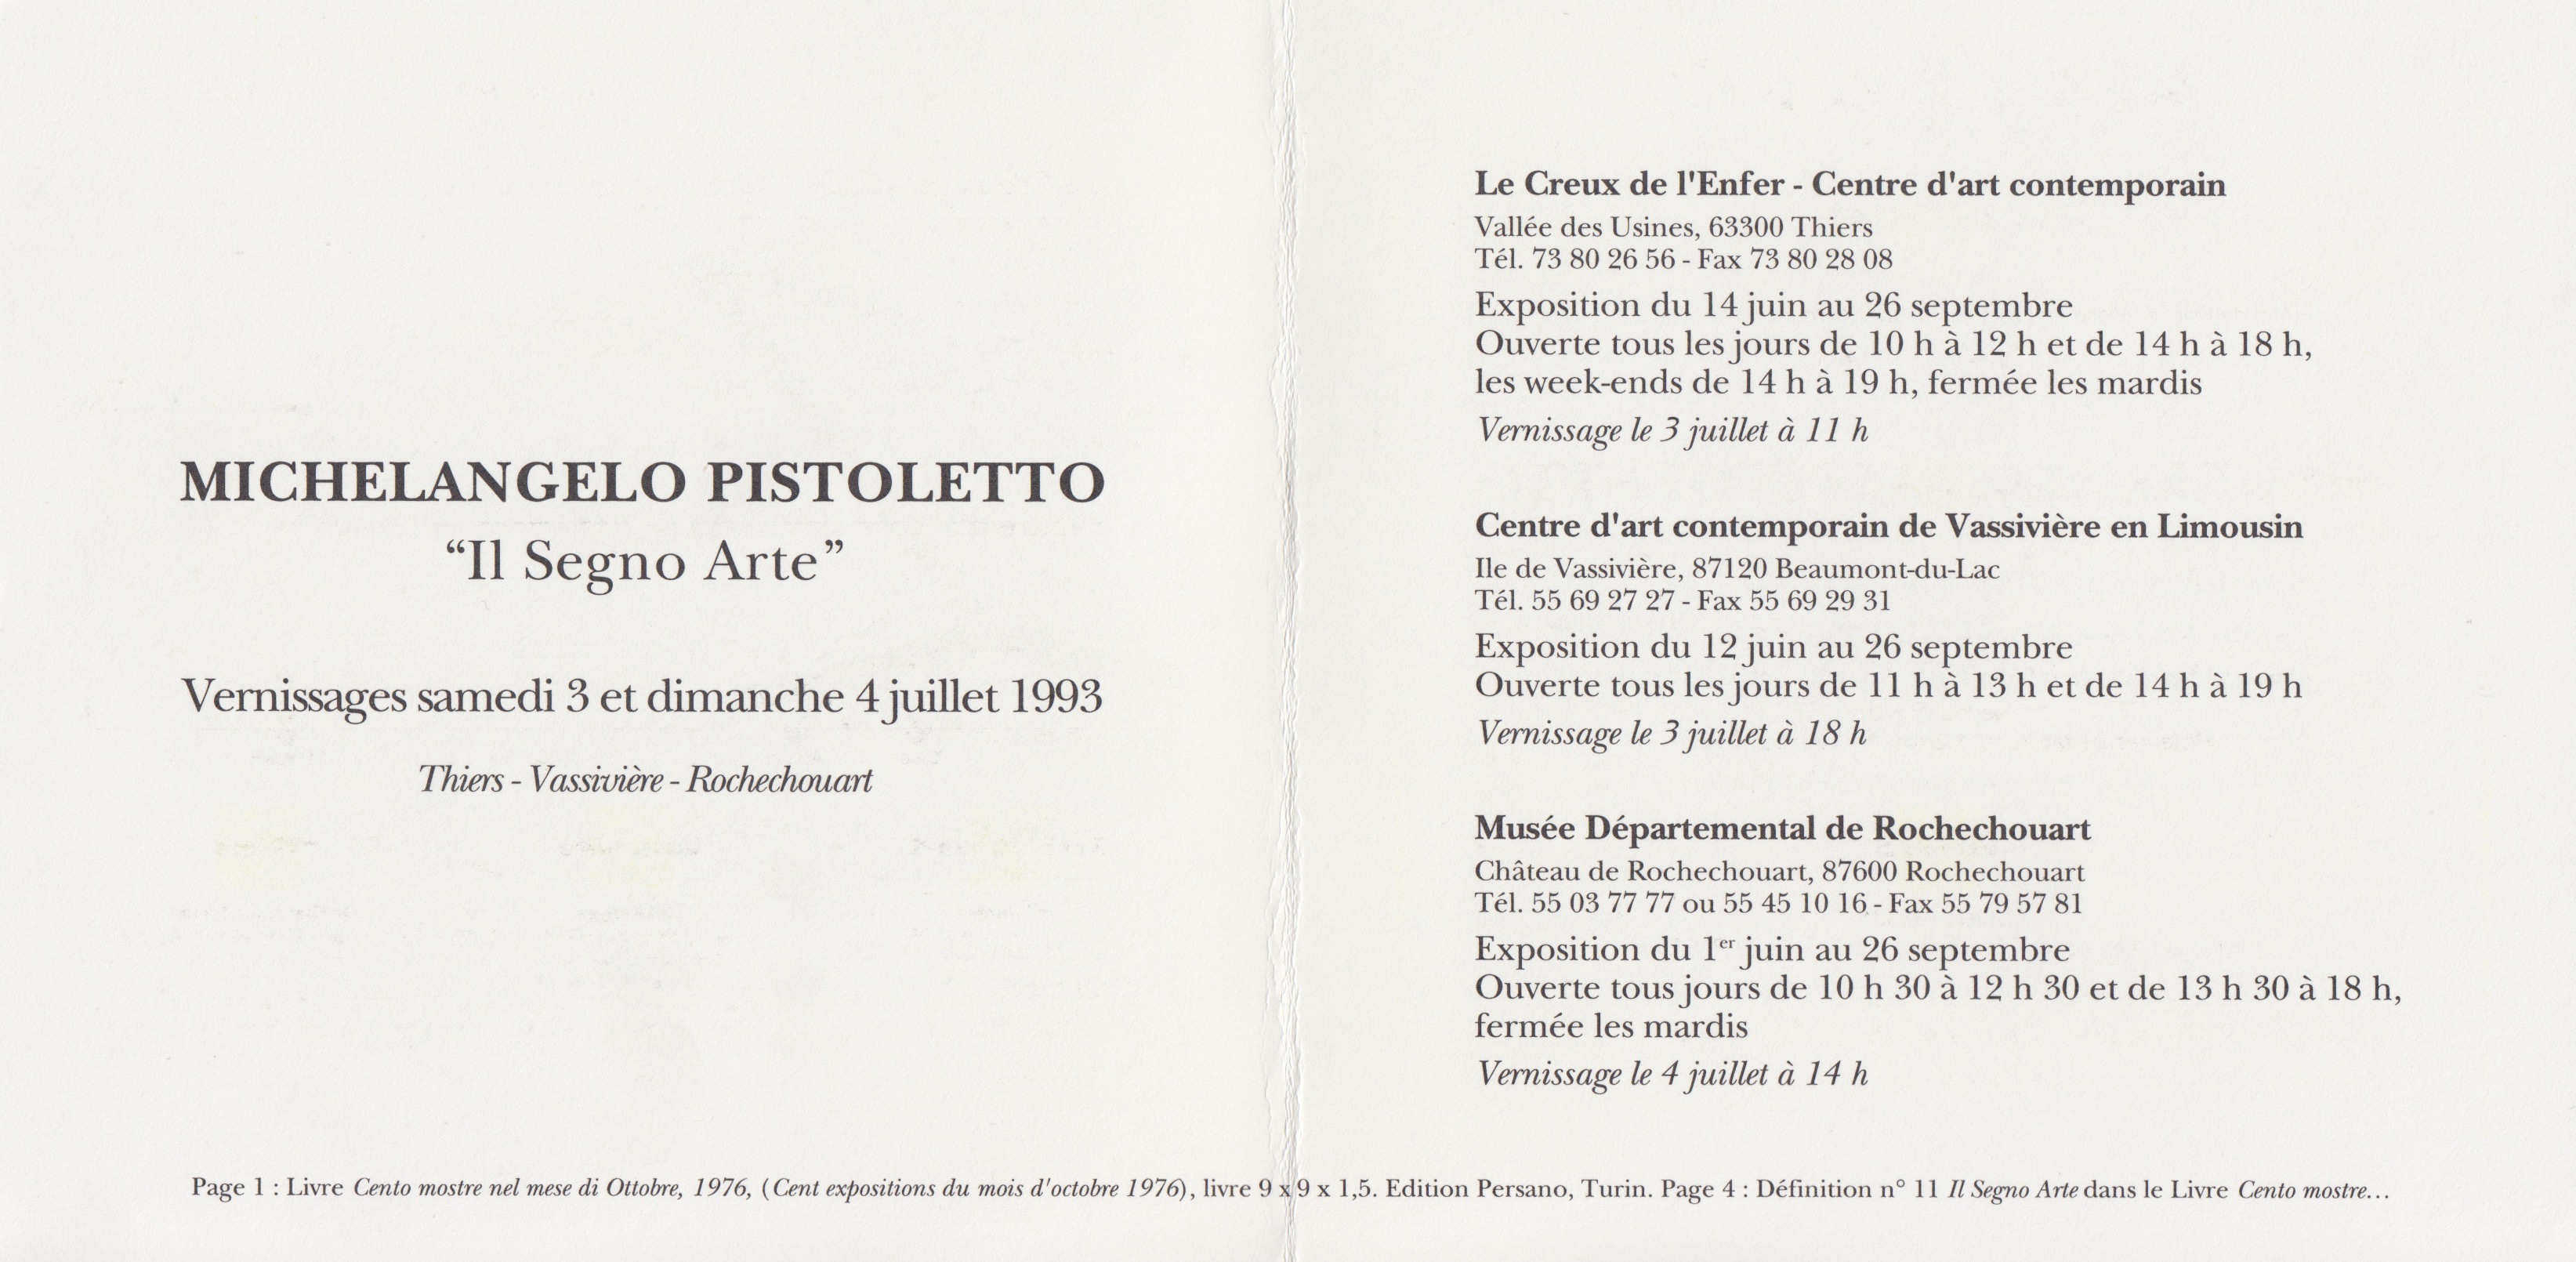 MICHELANGELO PISTOLETTO
“Il Segno Arte”
Vernissages samedi 3 et dimanche 4 juillet 1993
Thiers - Vassivière - Rochechouart
Le Creux de l'Enfer - Centre d'art contemporain
Vallée des Usines, 63300 Thiers
Tél. 73 80 26 56 - Fax 73 80 28 08
Exposition du 14 juin au 26 septembre
Ouverte tous les jours de 10 h à 12 h et de 14 h à 18 h,
les week-ends de 14 h à 19 h, fermée les mardis
Vernissage le 3 juillet à 11 h
Centre d'art contemporain de Vassivière en Limousin
Ile de Vassivière, 87120 Beaumont-du-Lac
Tél. 55 69 27 27 - Fax 55 69 29 31
Exposition du 12 juin au 26 septembre
Ouverte tous les jours de 11 h à 13 h et de 14 h à 19 h
Vernissage le 3 juillet à 18 h
Musée Départemental de Rochechouart
Château de Rochechouart, 87600 Rochechouart
Tél. 55 03 77 77 ou 55 45 10 16 - Fax 55 79 57 81
Exposition du 1er juin au 26 septembre
Ouverte tous jours de 10 h 30 à 12 h 30 et de 13 h 30 à 18 h,
fermée les mardis
Vernissage le 4 juillet à 14 h
Page 1 : Livre Cento mostre nel mese di Ottobre, 1976, (Cent expositions du mois d'octobre 1976), livre 9 x 9 x 1,5. Edition Persano, Turin. Page 4 : Définition n° 11 Il Segno Arte dans le Livre Cento mostre...